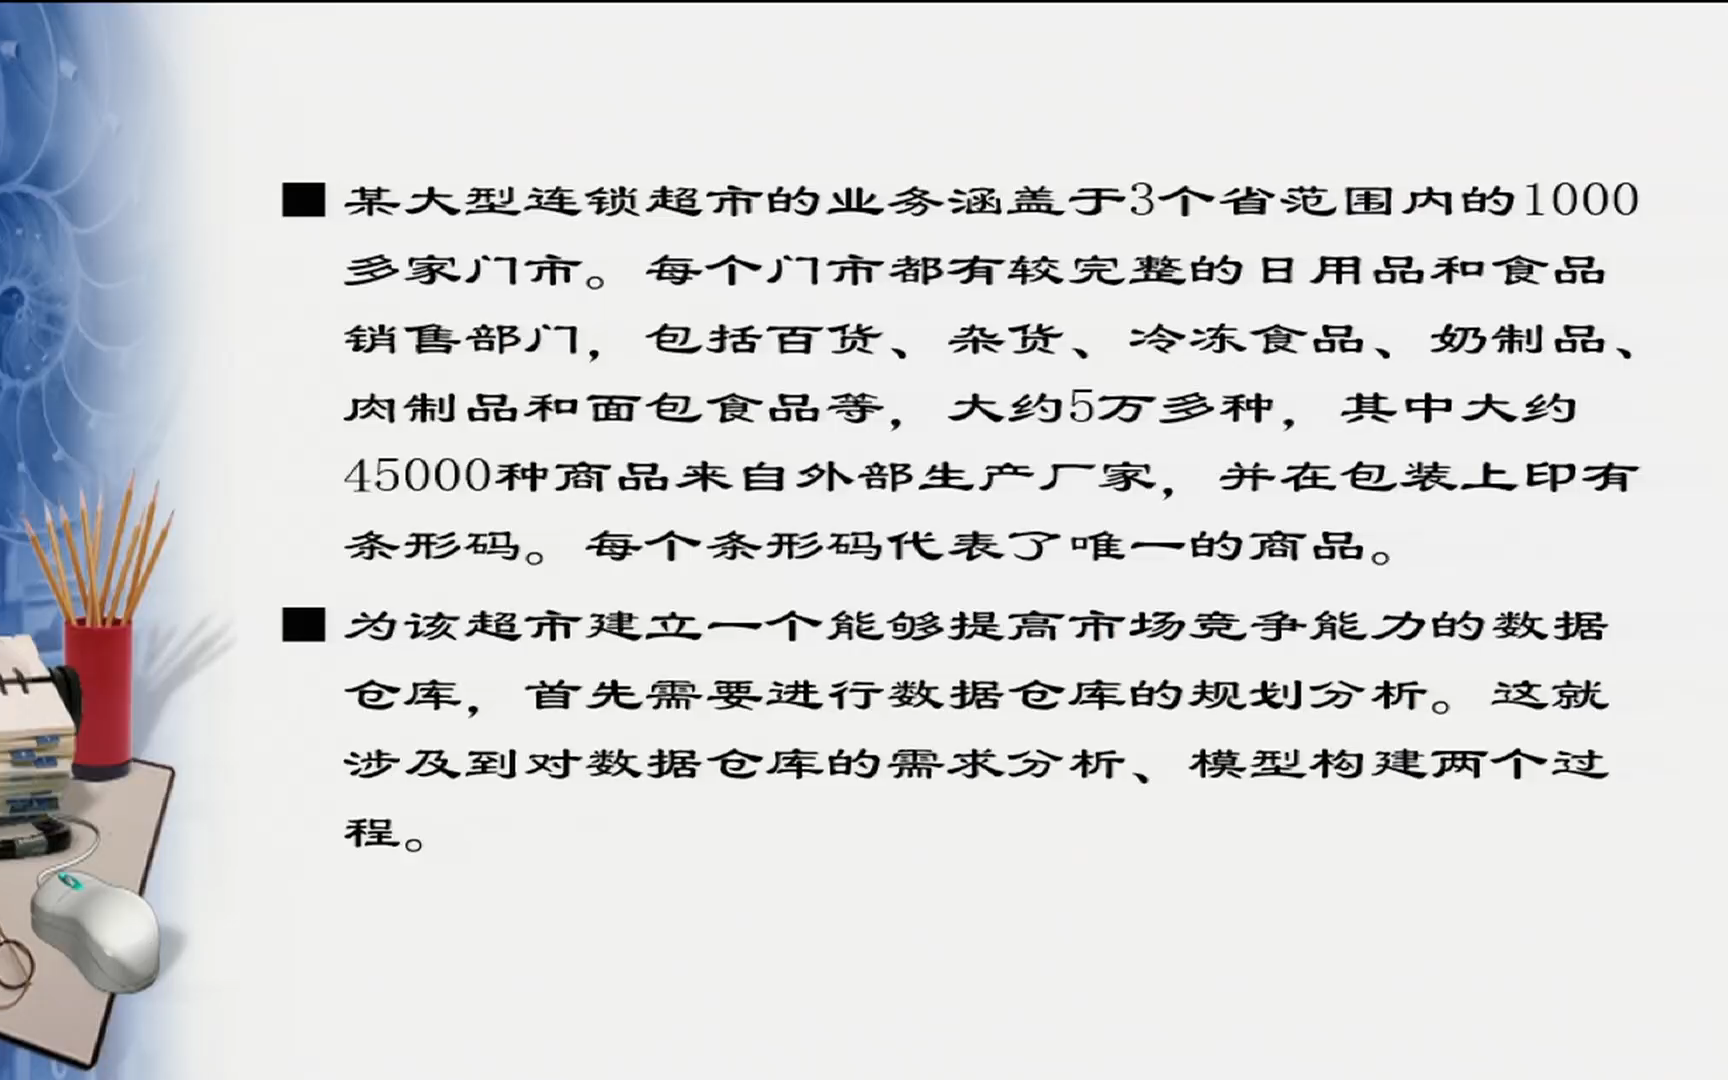 ■ 某大型连锁超市的业务涵盖于3个省范围内的1000
多家门市。每个门市都有较完整的日用品和食品
销售部门，包括百货、杂货、冷冻食品、奶制品、
肉制品和面包食品等，大约5万多种，其中大约
45000种商品来自外部生产厂家，并在包装上印有
条形码。每个条形码代表了唯一的商品。
■ 为该超市建立一个能够提高市场竞争能力的数据
仓库，首先需要进行数据仓库的规划分析。这就
涉及到对数据仓库的需求分析、模型构建两个过
程。